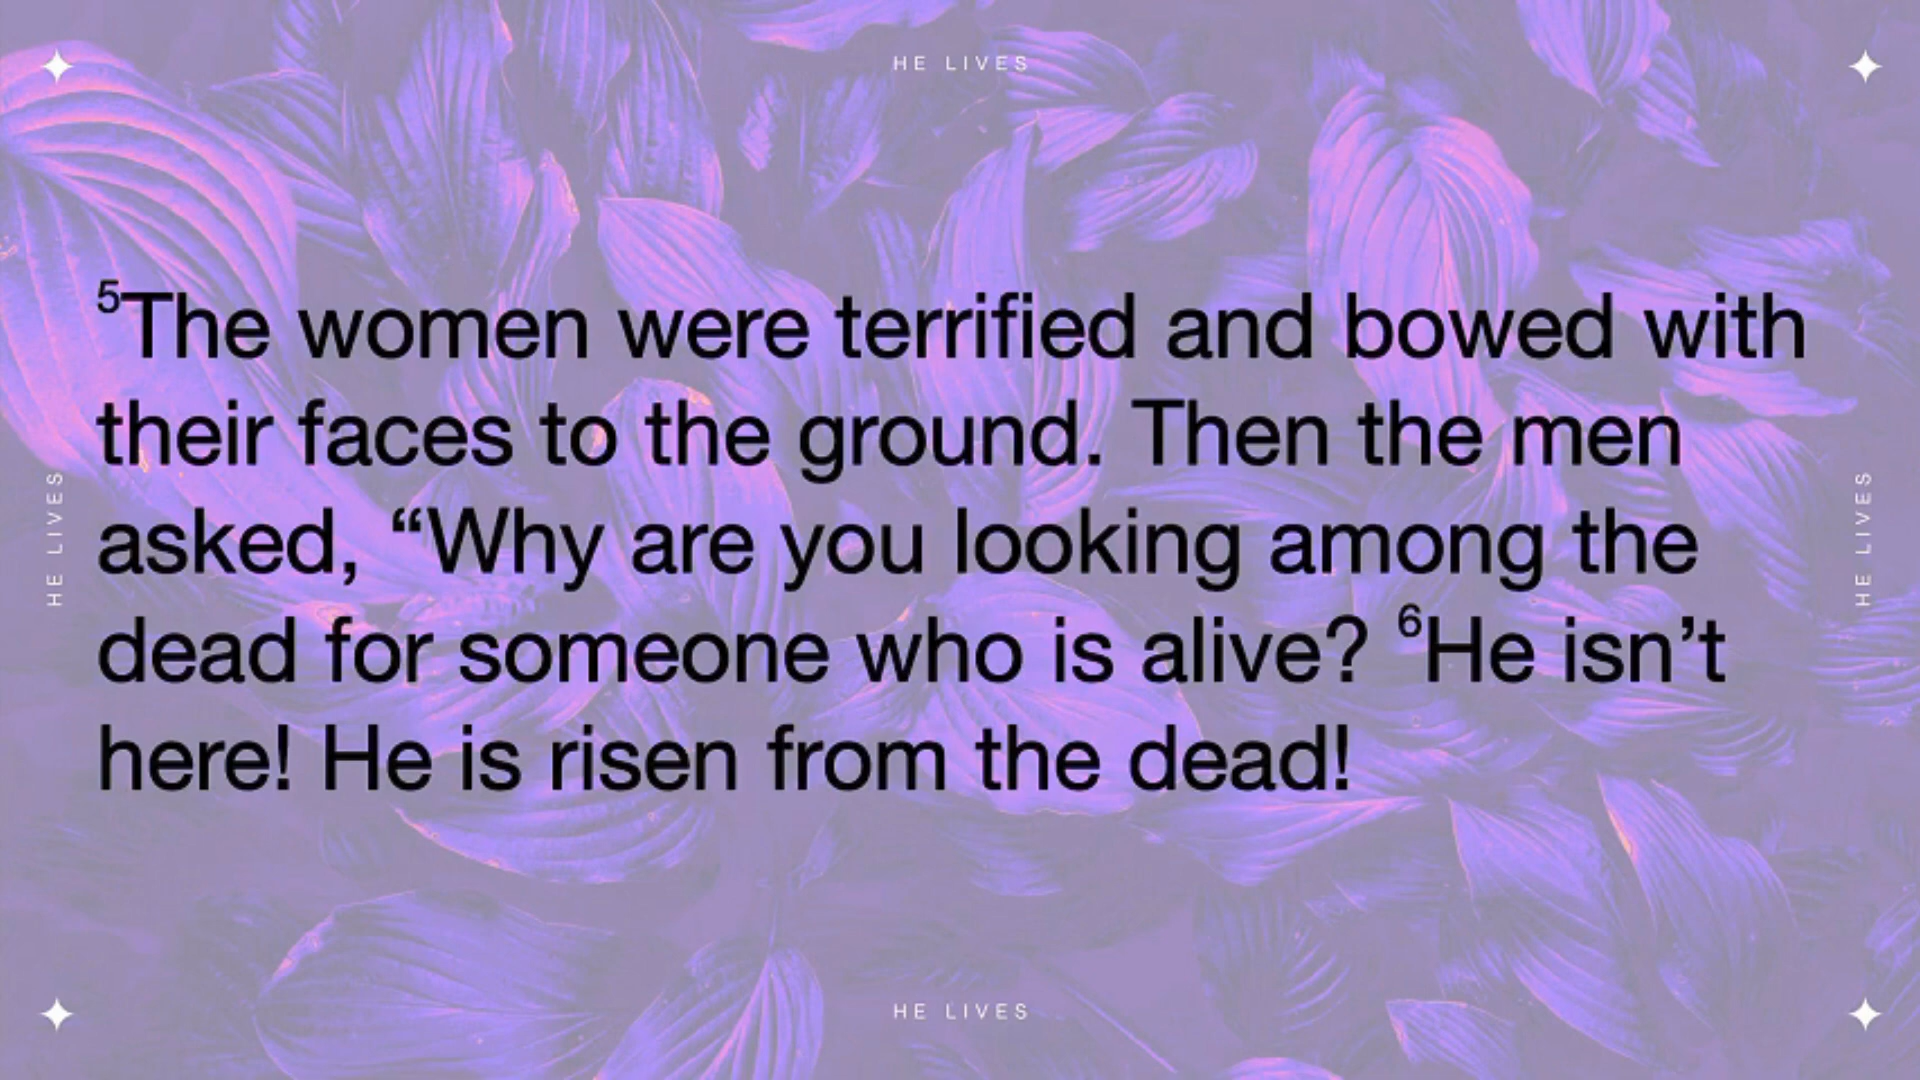 HE LIVES
⁵The women were terrified and bowed with
their faces to the ground. Then the men
asked, “Why are you looking among the
dead for someone who is alive? ⁶He isn’t
here! He is risen from the dead!
HE LIVES
HE LIVES
HE LIVES